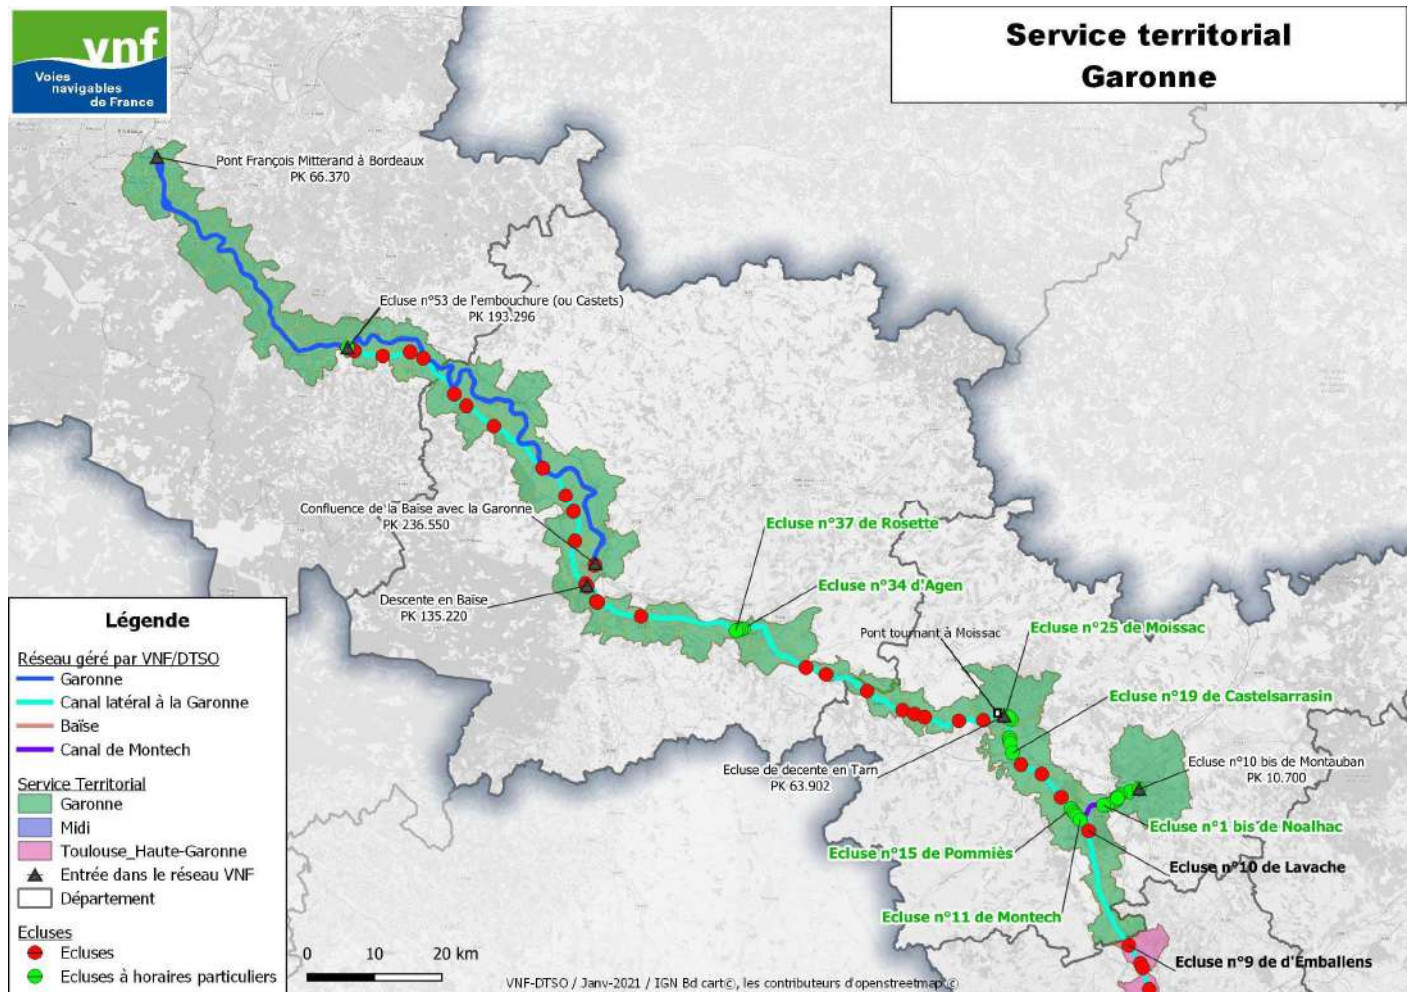 vnf
Voies
navigables
de France
Service territorial
Garonne
Pont François Mitterand à Bordeaux
PK 66.370
Ecluse n°53 de l'embouchure (ou Castets)
PK 193.296
Confluence de la Baïse avec la Garonne
PK 236.550
Ecluse n°37 de Rosette
Ecluse n°34 d'Agen
Descente en Baïse
PK 135.220
Pont tournant à Moissac
Ecluse n°25 de Moissac
Ecluse n°19 de Castelsarrasin
Ecluse de decente en Tarn
PK 63.902
Ecluse n°10 bis de Montauban
PK 10.700
Ecluse n°1 bis de Noalhac
Ecluse n°15 de Pommiès
Ecluse n°10 de Lavache
Ecluse n°11 de Montech
Ecluse n°9 de d'Emballens
Légende
Réseau géré par VNF/DTSO
Garonne
Canal latéral à la Garonne
Baïse
Canal de Montech
Service Territorial
Garonne
Midi
Toulouse_Haute-Garonne
Entrée dans le réseau VNF
Département
Ecluses
Ecluses
Ecluses à horaires particuliers
0 10 20 km
VNF-DTSO / Janv-2021 / IGN Bd carto©, les contributeurs d'openstreetmap ©